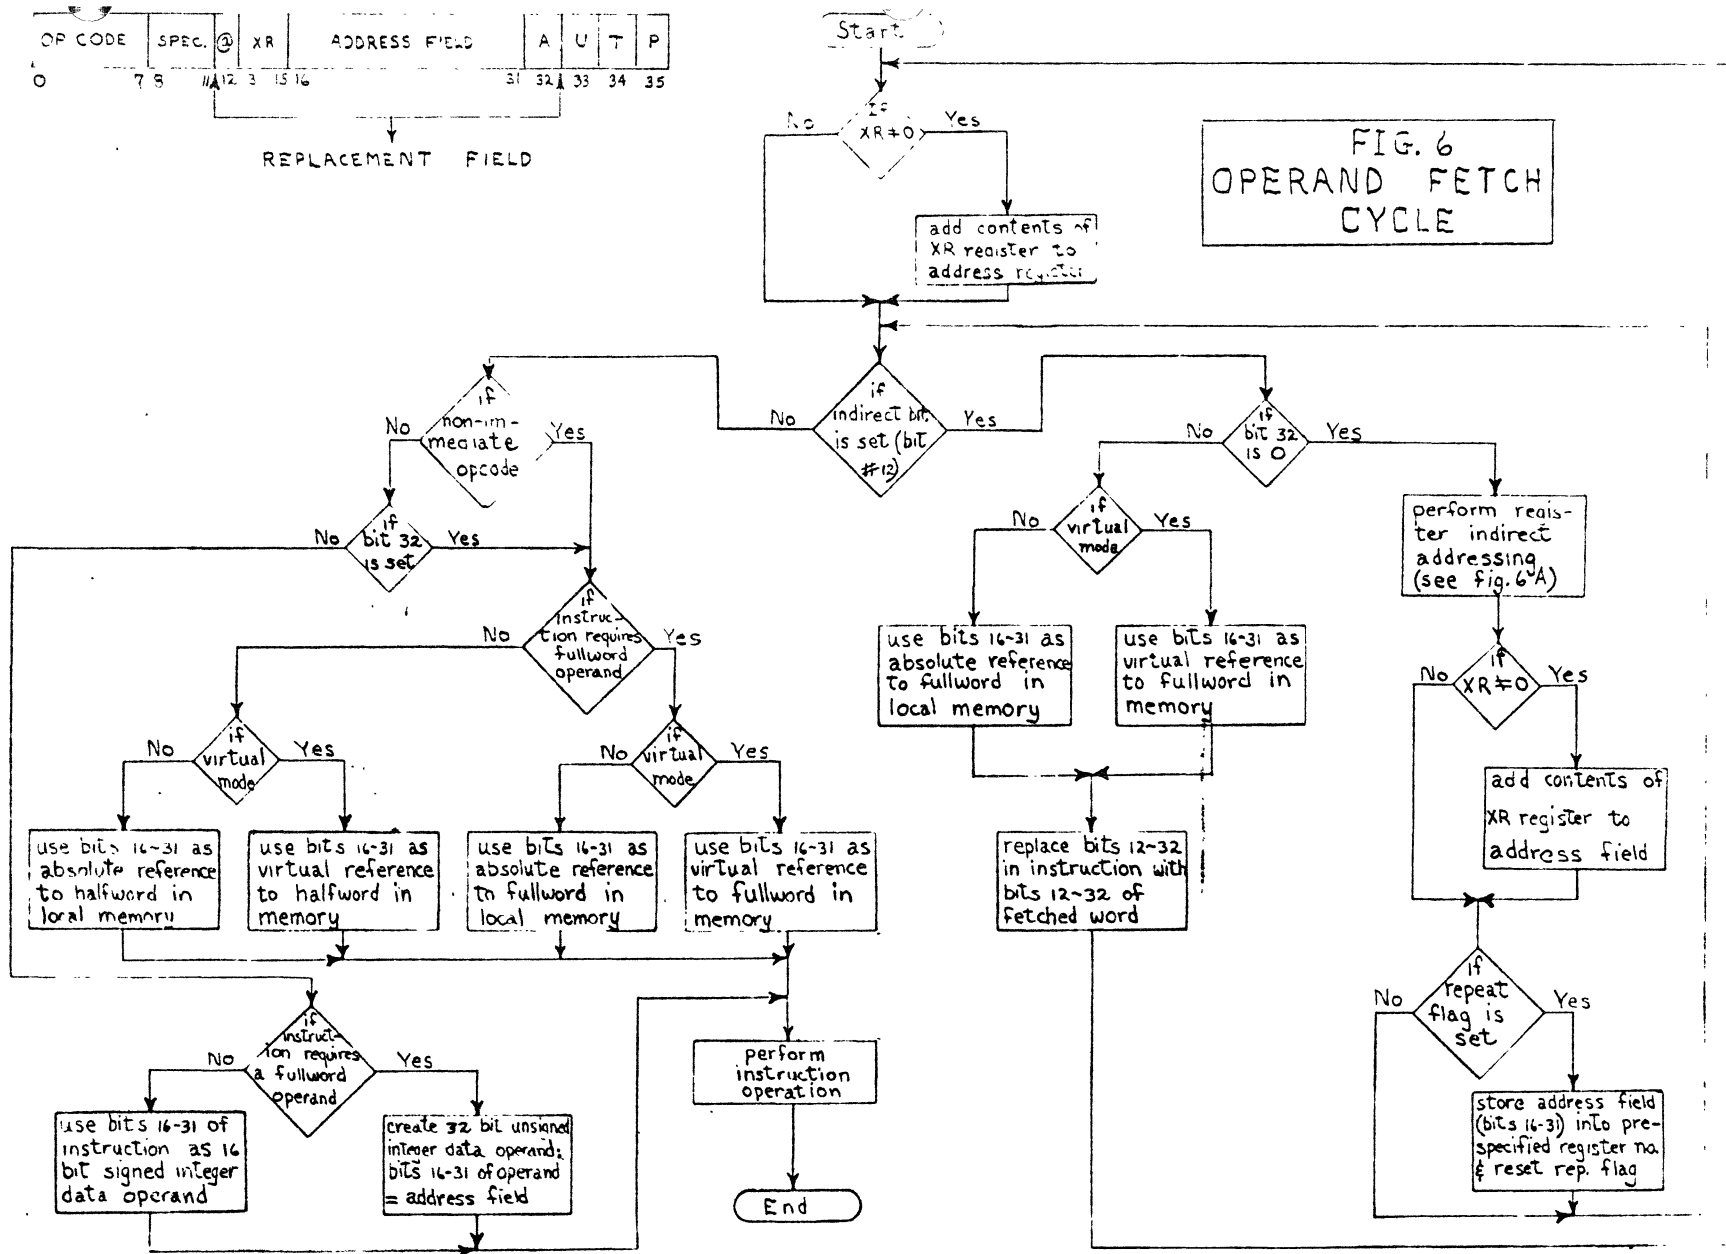 OP CODE SPEC. @ XR ADDRESS FIELD A U T P
0 7 8 11 12 3 15 16 31 32 33 34 35
REPLACEMENT FIELD
Start
If
XR≠0
No
Yes
add contents of
XR register to
address register
FIG. 6
OPERAND FETCH
CYCLE
if
indirect bit
is set (bit
#12)
No
Yes
if
non-im-
mediate
opcode
No
Yes
if
bit 32
is set
No
Yes
if
instruc-
tion requires
fullword
operand
No
Yes
if
virtual
mode
No
Yes
if
virtual
mode
No
Yes
use bits 16-31 as
absolute reference
to halfword in
local memory
use bits 16-31 as
virtual reference
to halfword in
memory
use bits 16-31 as
absolute reference
to fullword in
local memory
use bits 16-31 as
virtual reference
to fullword in
memory
if
instruct-
ion requires
a fullword
operand
No
Yes
use bits 16-31 of
instruction as 16
bit signed integer
data operand
create 32 bit unsigned
integer data operand;
bits 16-31 of operand
= address field
perform
instruction
operation
End
if
bit 32
is 0
No
Yes
if
virtual
mode
No
Yes
use bits 16-31 as
absolute reference
to fullword in
local memory
use bits 16-31 as
virtual reference
to fullword in
memory
replace bits 12~32
in instruction with
bits 12~32 of
fetched word
perform regis-
ter indirect
addressing
(see fig. 6 A)
if
XR≠0
No
Yes
add contents of
XR register to
address field
if
repeat
flag is
set
No
Yes
store address field
(bits 16-31) into pre-
specified register no.
& reset rep. flag